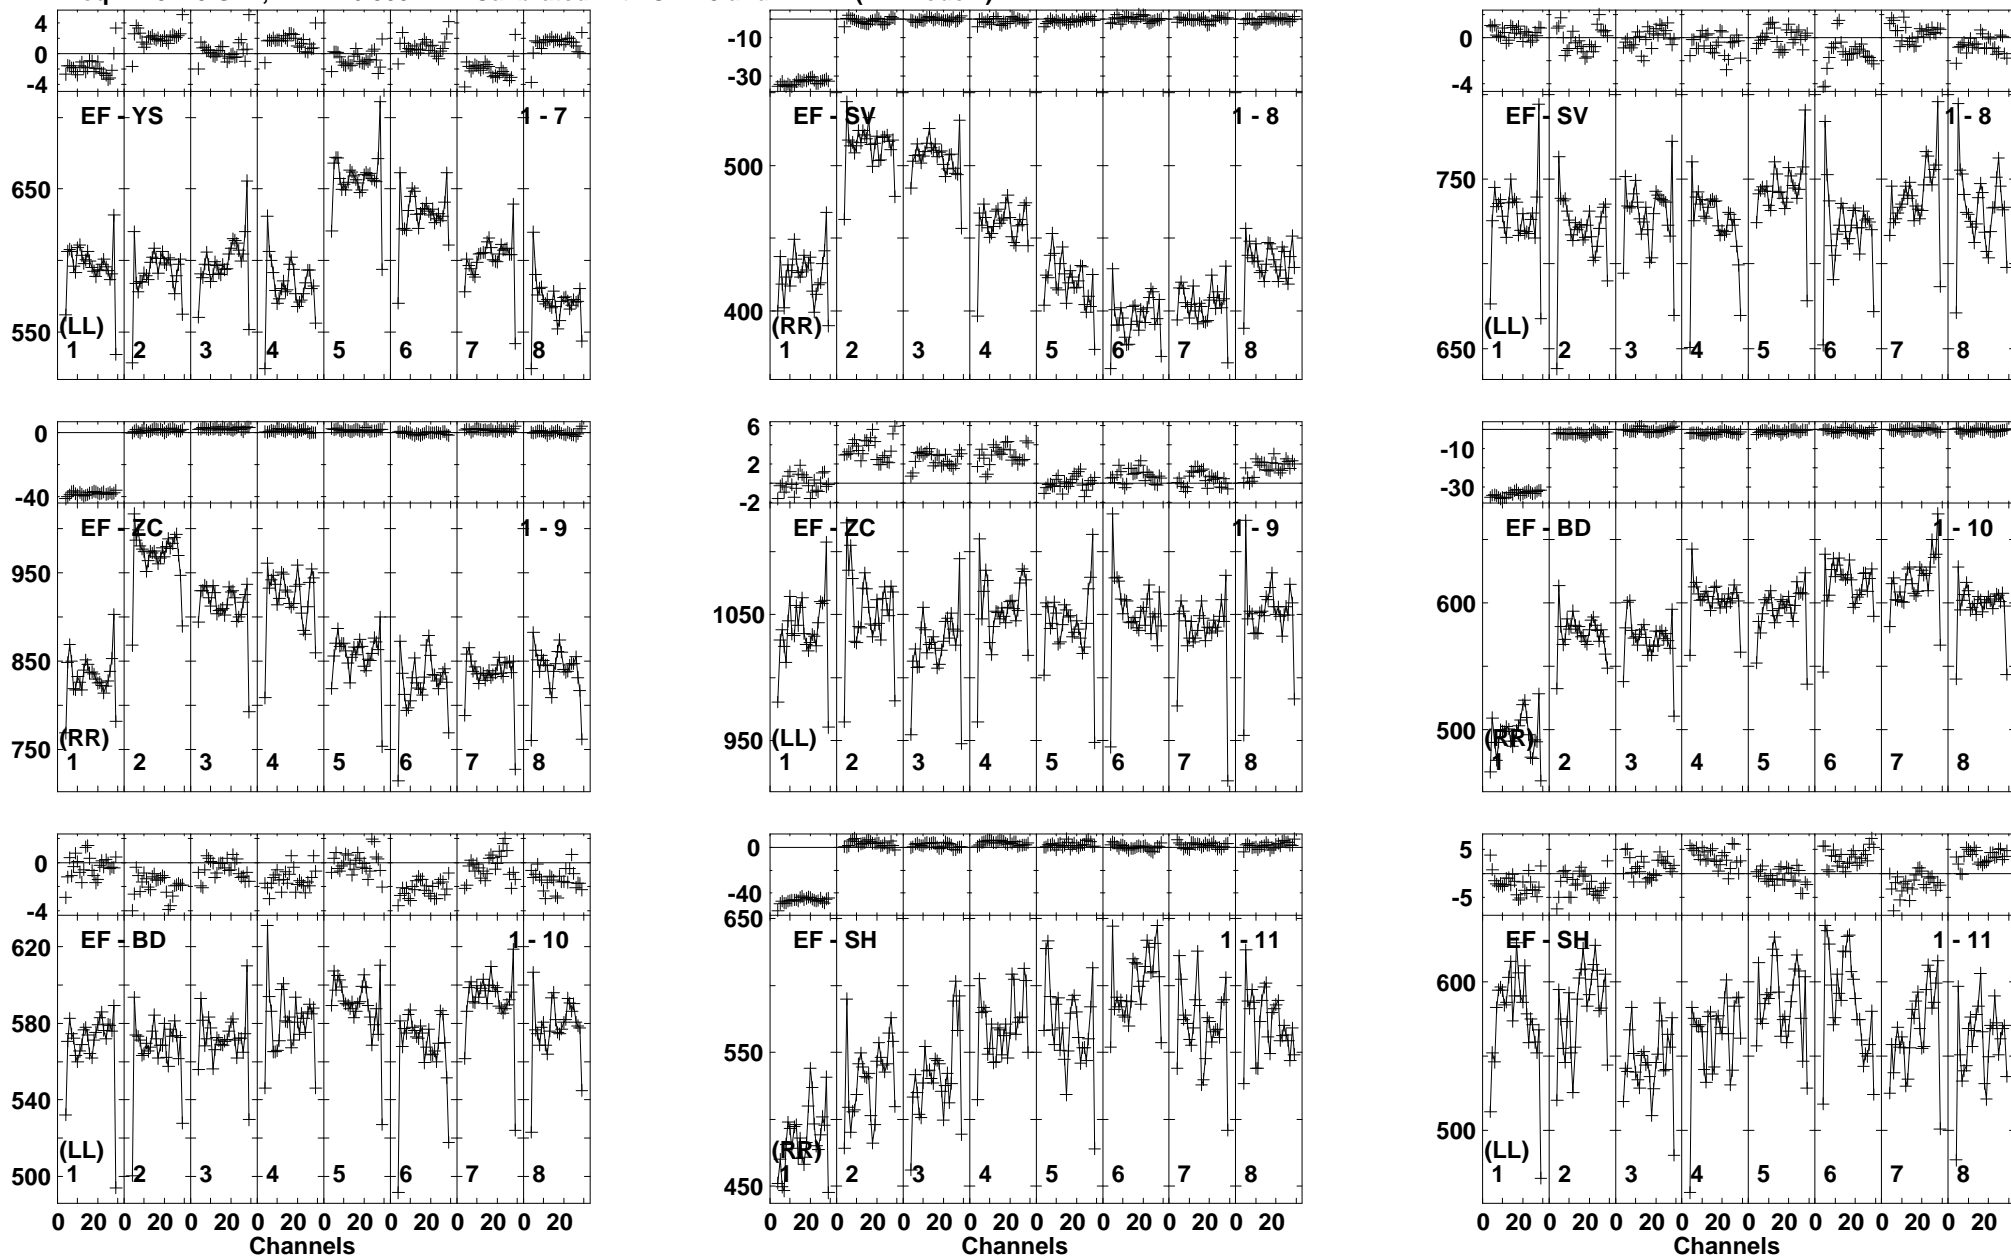 4
0
-4
EF - YS
1 - 7
650
550
(LL)
1 2 3 4 5 6 7 8
-10
-30
EF - SV
1 - 8
500
400
(RR)
1 2 3 4 5 6 7 8
0
-4
EF - SV
1 - 8
750
650
(LL)
1 2 3 4 5 6 7 8
0
-40
EF - ZC
1 - 9
950
850
750
(RR)
1 2 3 4 5 6 7 8
6
2
-2
EF - ZC
1 - 9
1050
950
(LL)
1 2 3 4 5 6 7 8
-10
-30
EF - BD
1 - 10
600
500
(RR)
1 2 3 4 5 6 7 8
0
-4
EF - BD
1 - 10
620
580
540
500
(LL)
1 2 3 4 5 6 7 8
0 20 0 20 0 20 0 20 0 20 0 20 0 20 0 20
Channels
0
-40
650
EF - SH
1 - 11
550
450
(RR)
1 2 3 4 5 6 7 8
0 20 0 20 0 20 0 20 0 20 0 20 0 20 0 20
Channels
5
-5
EF - SH
1 - 11
600
500
(LL)
1 2 3 4 5 6 7 8
0 20 0 20 0 20 0 20 0 20 0 20 0 20 0 20
Channels